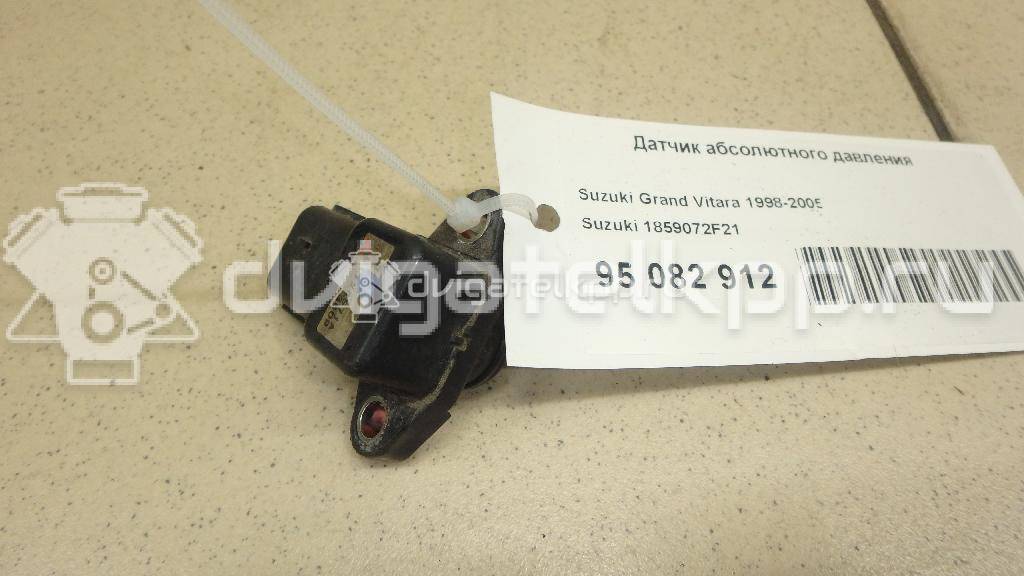 Датчик абсолютного давления
Suzuki Grand Vitara 1998-2005
Suzuki 1859072F21
95 082 912
dvigatelkpp.ru